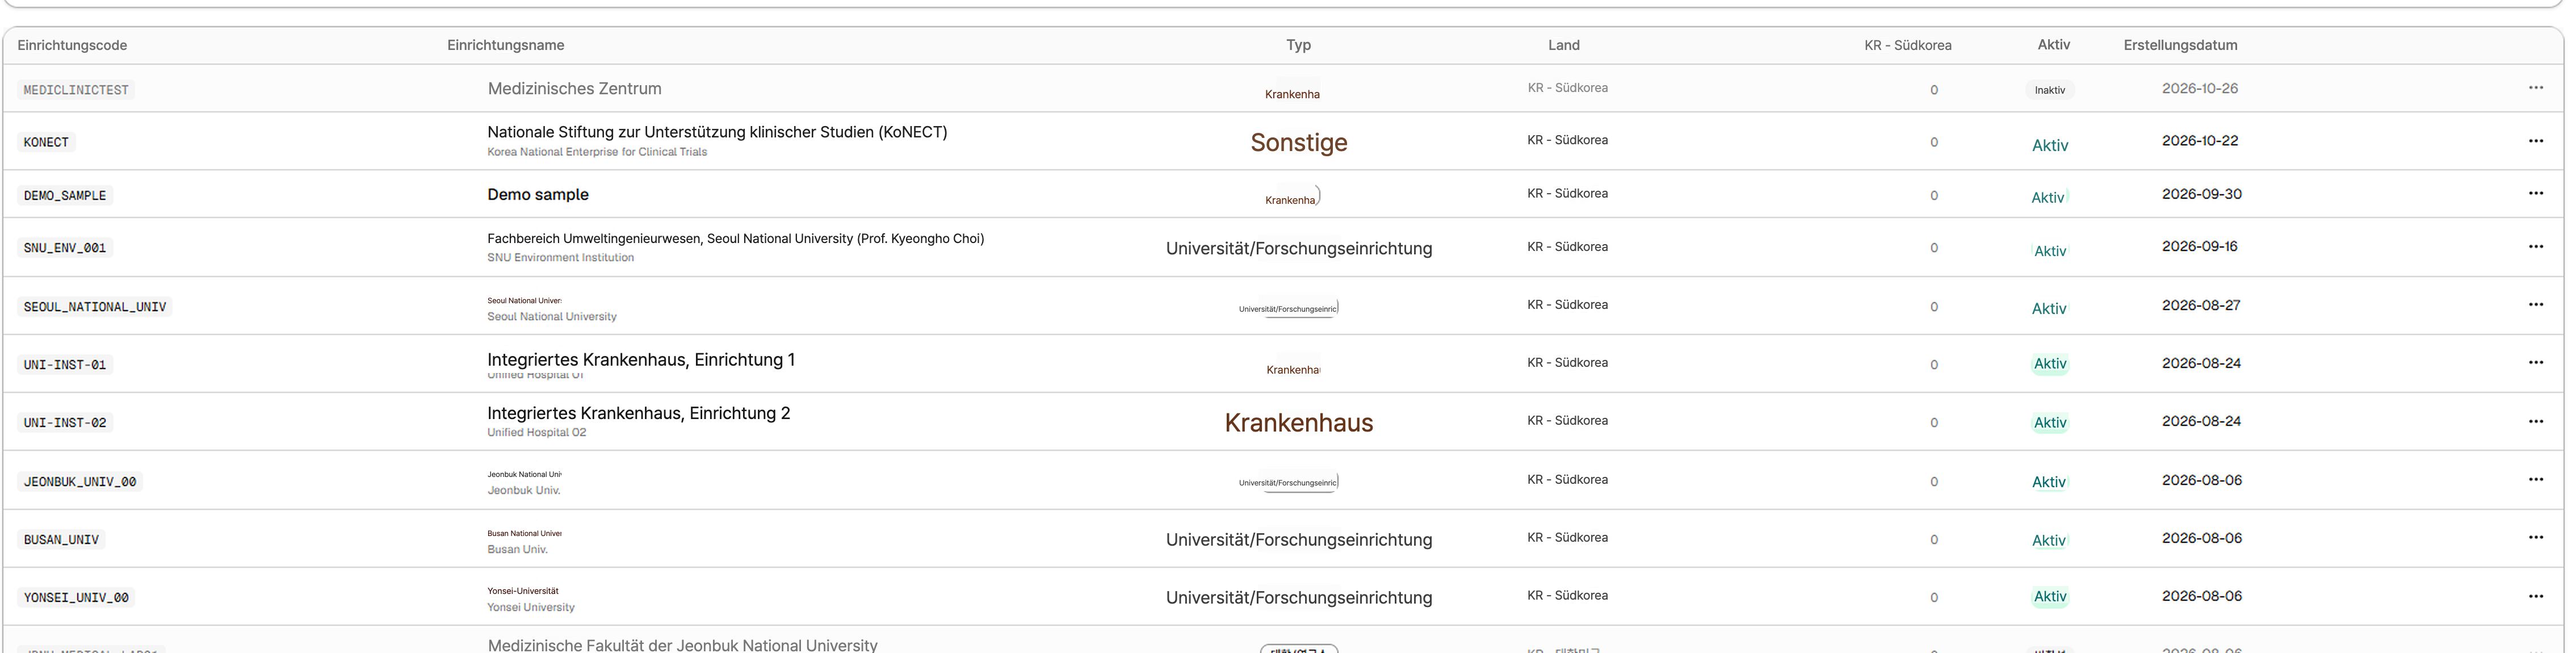 Einrichtungscode Einrichtungsname Typ Land KR - Südkorea Aktiv Erstellungsdatum
MEDICLINICTEST Medizinisches Zentrum Krankenha KR - Südkorea 0 Inaktiv 2026-10-26 ...
KONECT Nationale Stiftung zur Unterstützung klinischer Studien (KoNECT) Sonstige KR - Südkorea 0 Aktiv 2026-10-22 ...
Korea National Enterprise for Clinical Trials
DEMO_SAMPLE Demo sample Krankenha KR - Südkorea 0 Aktiv 2026-09-30 ...
SNU_ENV_001 Fachbereich Umweltingenieurwesen, Seoul National University (Prof. Kyeongho Choi) Universität/Forschungseinrichtung KR - Südkorea 0 Aktiv 2026-09-16 ...
SNU Environment Institution
SEOUL_NATIONAL_UNIV Seoul National Univer Universität/Forschungseinric KR - Südkorea 0 Aktiv 2026-08-27 ...
Seoul National University
UNI-INST-01 Integriertes Krankenhaus, Einrichtung 1 Krankenha KR - Südkorea 0 Aktiv 2026-08-24 ...
Unified Hospital 01
UNI-INST-02 Integriertes Krankenhaus, Einrichtung 2 Krankenhaus KR - Südkorea 0 Aktiv 2026-08-24 ...
Unified Hospital 02
JEONBUK_UNIV_00 Jeonbuk National Uni Universität/Forschungseinric KR - Südkorea 0 Aktiv 2026-08-06 ...
Jeonbuk Univ.
BUSAN_UNIV Busan National Univer Universität/Forschungseinrichtung KR - Südkorea 0 Aktiv 2026-08-06 ...
Busan Univ.
YONSEI_UNIV_00 Yonsei-Universität Universität/Forschungseinrichtung KR - Südkorea 0 Aktiv 2026-08-06 ...
Yonsei University
Medizinische Fakultät der Jeonbuk National University